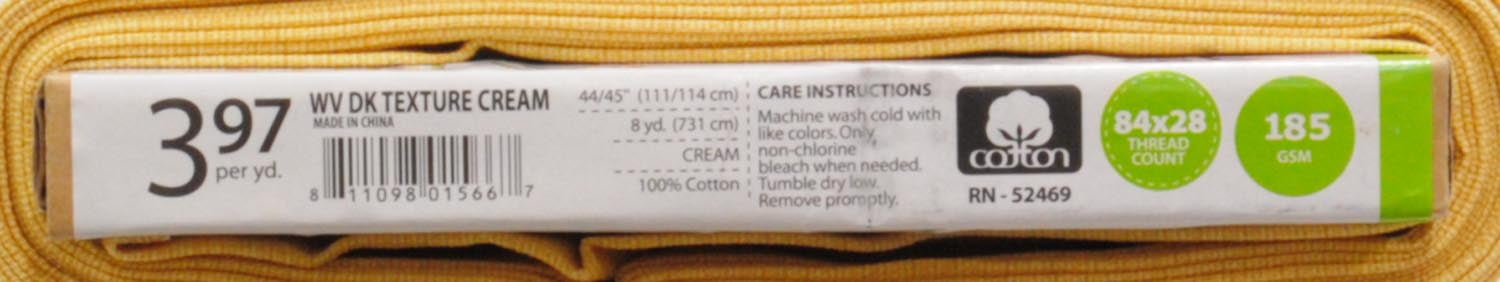 3 97
per yd.
WV DK TEXTURE CREAM
MADE IN CHINA
8 11098 01566 7
44/45" (111/114 cm)
8 yd. (731 cm)
CREAM
100% Cotton
CARE INSTRUCTIONS
Machine wash cold with
like colors. Only
non-chlorine
bleach when needed.
Tumble dry low.
Remove promptly.
cotton
RN - 52469
84x28
THREAD
COUNT
185
GSM